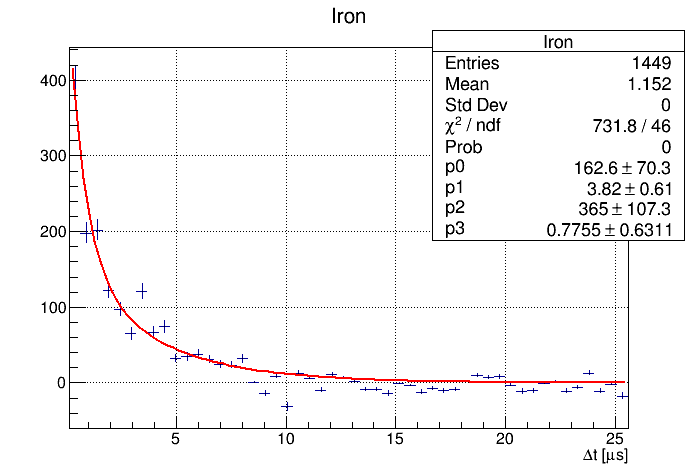 Iron
Iron
Entries 1449
Mean 1.152
Std Dev 0
χ² / ndf 731.8 / 46
Prob 0
p0 162.6 ± 70.3
p1 3.82 ± 0.61
p2 365 ± 107.3
p3 0.7755 ± 0.6311
400
300
200
100
0
5 10 15 20 25
Δt [μs]